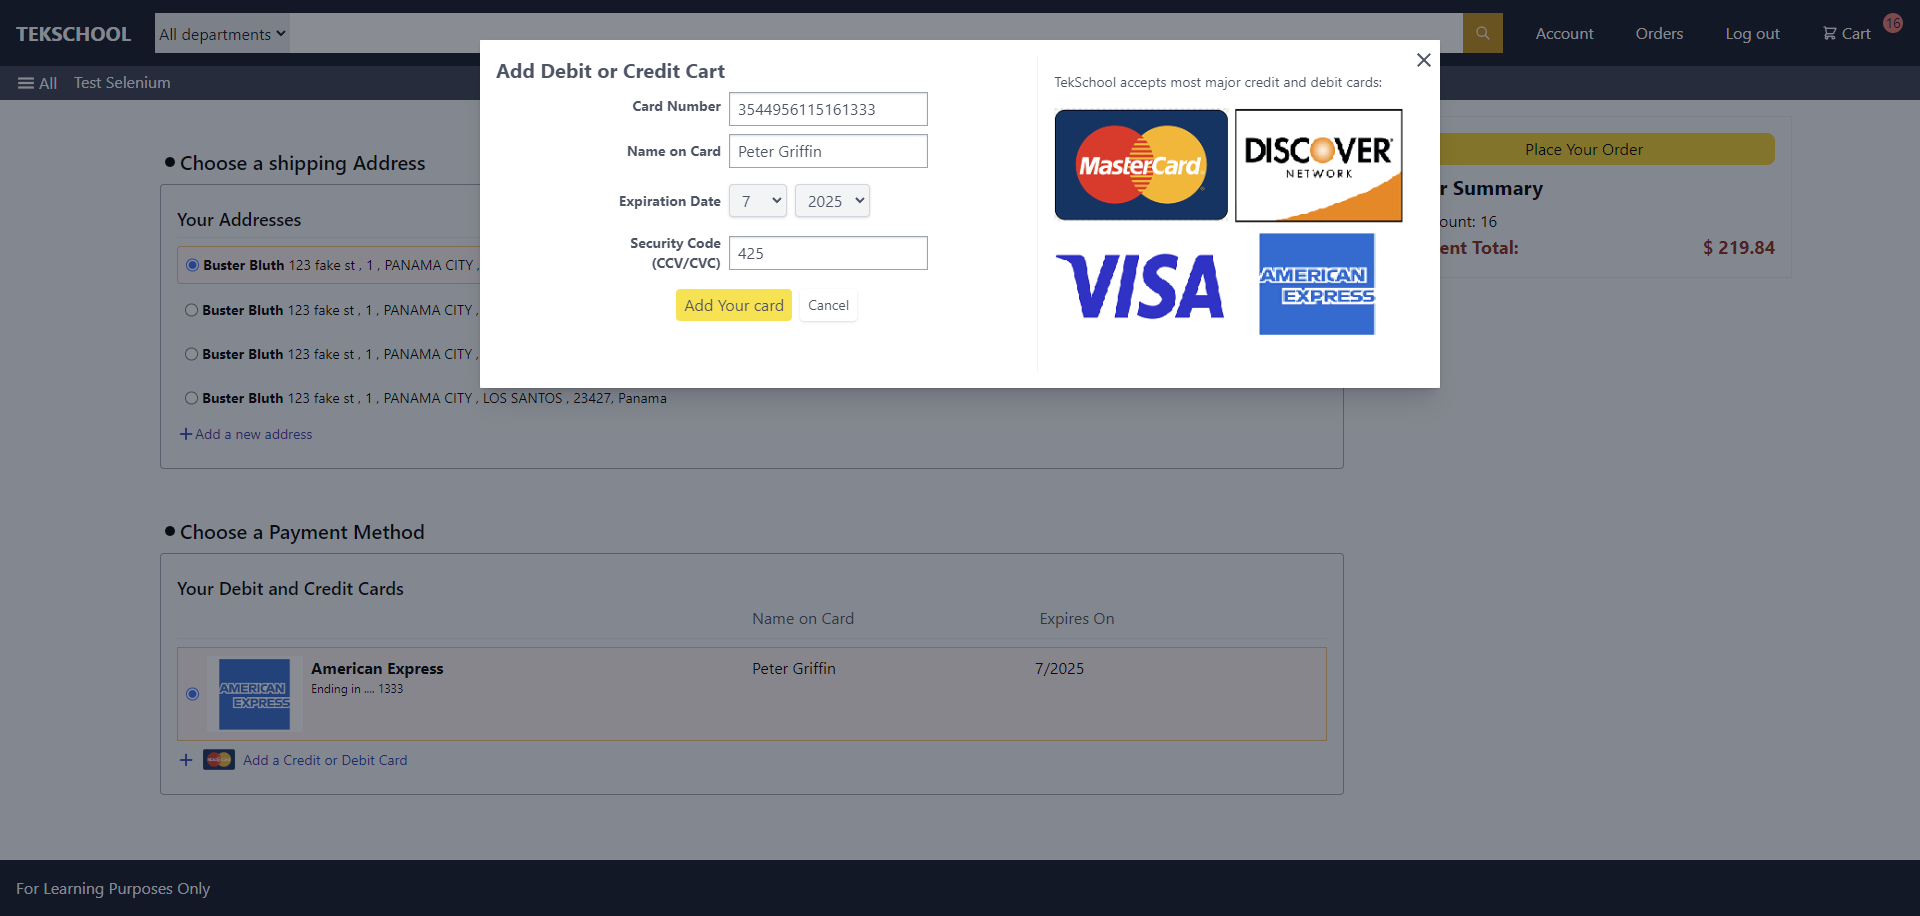 TEKSCHOOL
All departments
Account
Orders
Log out
Cart
16
All
Test Selenium
Add Debit or Credit Cart
Card Number
3544956115161333
Name on Card
Peter Griffin
Expiration Date
7
2025
Security Code
(CCV/CVC)
425
Add Your card
Cancel
TekSchool accepts most major credit and debit cards:
MasterCard
DISCOVER
NETWORK
VISA
AMERICAN
EXPRESS
Choose a shipping Address
Your Addresses
Buster Bluth 123 fake st , 1 , PANAMA CITY ,
Buster Bluth 123 fake st , 1 , PANAMA CITY ,
Buster Bluth 123 fake st , 1 , PANAMA CITY ,
Buster Bluth 123 fake st , 1 , PANAMA CITY , LOS SANTOS , 23427, Panama
Add a new address
Place Your Order
r Summary
ount: 16
ent Total:
$ 219.84
Choose a Payment Method
Your Debit and Credit Cards
Name on Card
Expires On
AMERICAN
EXPRESS
American Express
Ending in .... 1333
Peter Griffin
7/2025
Add a Credit or Debit Card
For Learning Purposes Only